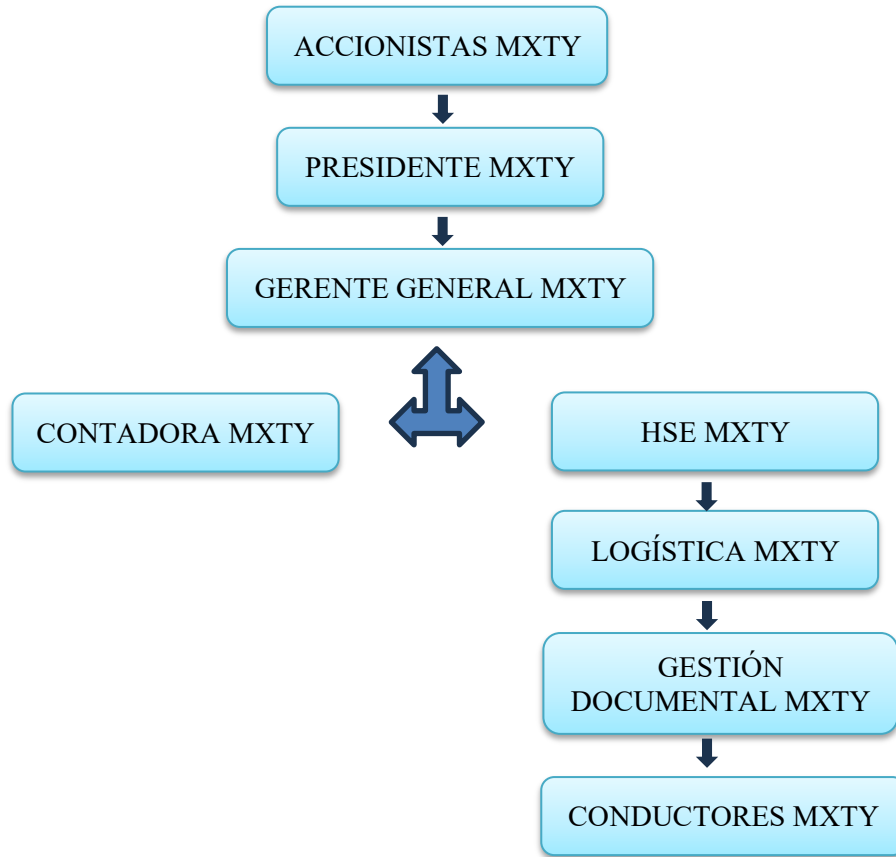 ACCIONISTAS MXTY
PRESIDENTE MXTY
GERENTE GENERAL MXTY
CONTADORA MXTY
HSE MXTY
LOGÍSTICA MXTY
GESTIÓN
DOCUMENTAL MXTY
CONDUCTORES MXTY